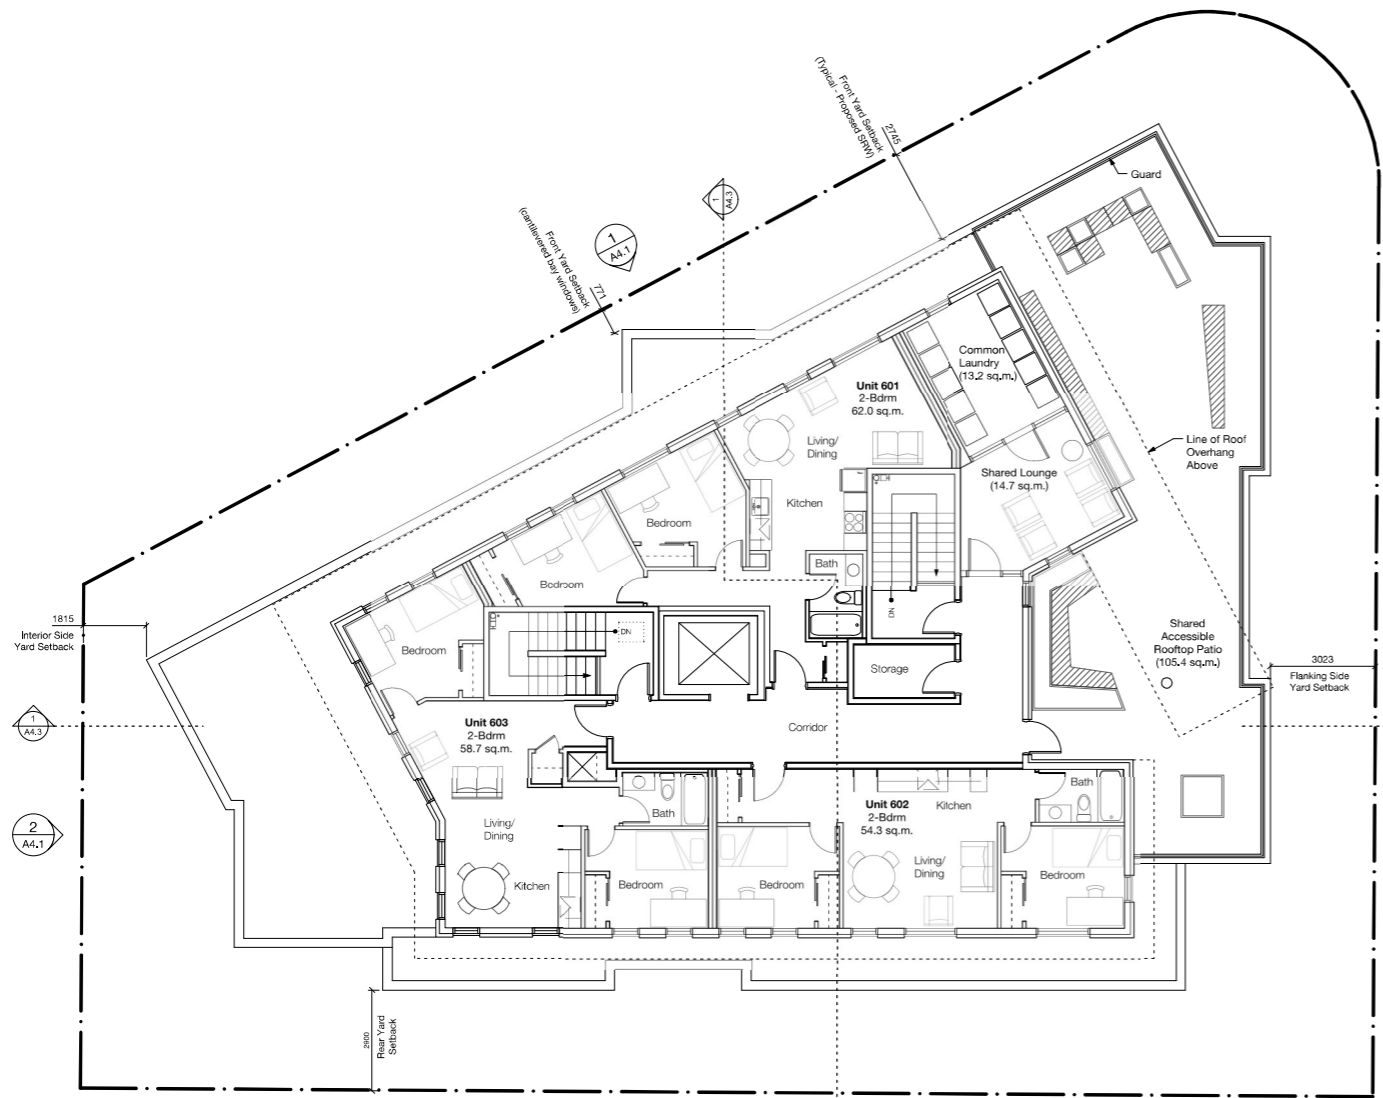 Front Yard Setback
(Typical - Proposed SRW)
2745
Guard
1
A4.3
Front Yard Setback
(cantilevered bay windows)
771
1
A4.1
Common
Laundry
(13.2 sq.m.)
Unit 601
2-Bdrm
62.0 sq.m.
Living/
Dining
Line of Roof
Overhang
Above
Shared Lounge
(14.7 sq.m.)
Kitchen
Bedroom
Bath
Bedroom
DN
1815
Interior Side
Yard Setback
DN
Shared
Accessible
Rooftop Patio
(105.4 sq.m.)
Bedroom
Storage
3023
Flanking Side
Yard Setback
1
A4.3
Unit 603
2-Bdrm
58.7 sq.m.
Corridor
2
A4.1
Living/
Dining
Bath
Unit 602
2-Bdrm
54.3 sq.m.
Kitchen
Bath
Kitchen
Bedroom
Bedroom
Living/
Dining
Bedroom
2900
Rear Yard
Setback